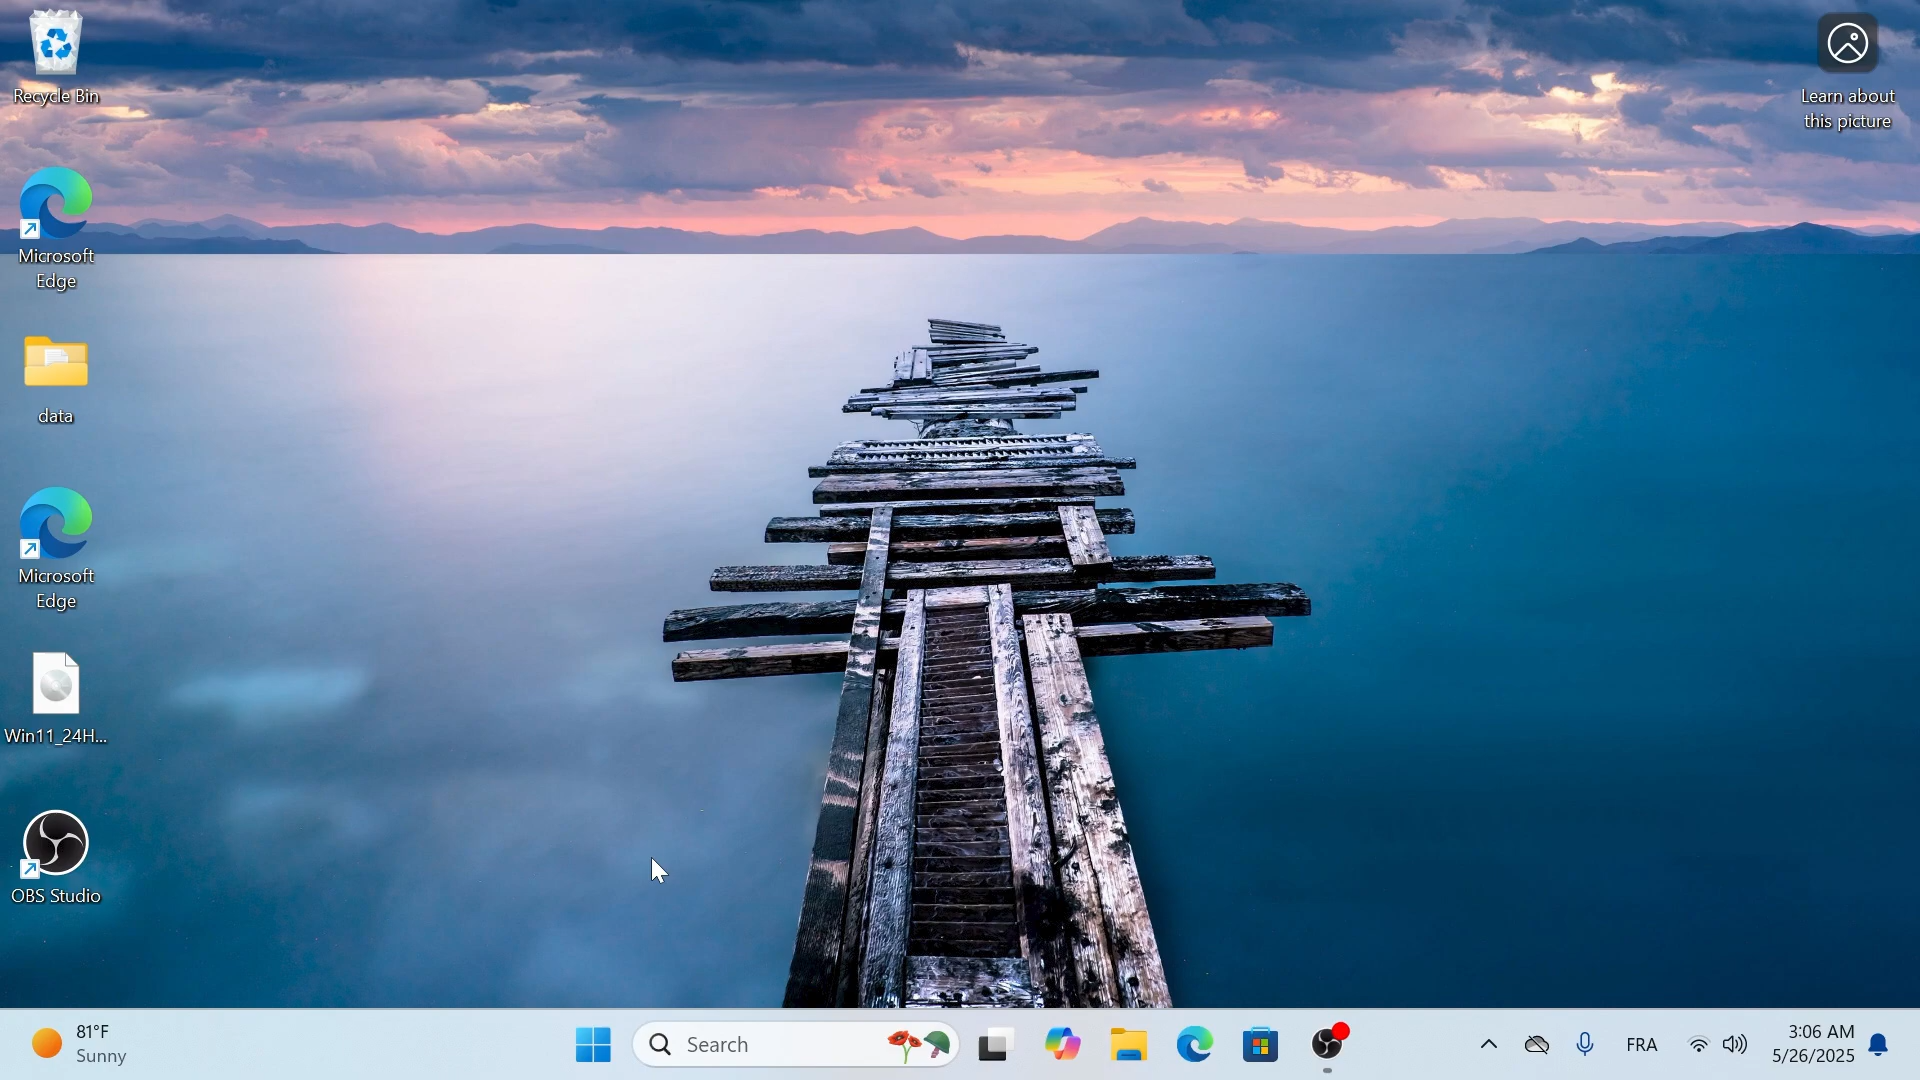 Recycle Bin
Learn about
this picture
Microsoft
Edge
data
Microsoft
Edge
Win11_24H...
OBS Studio
81°F
Sunny
Search
FRA
3:06 AM
5/26/2025